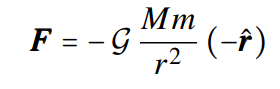 F = − G Mm / r² (−r̂)